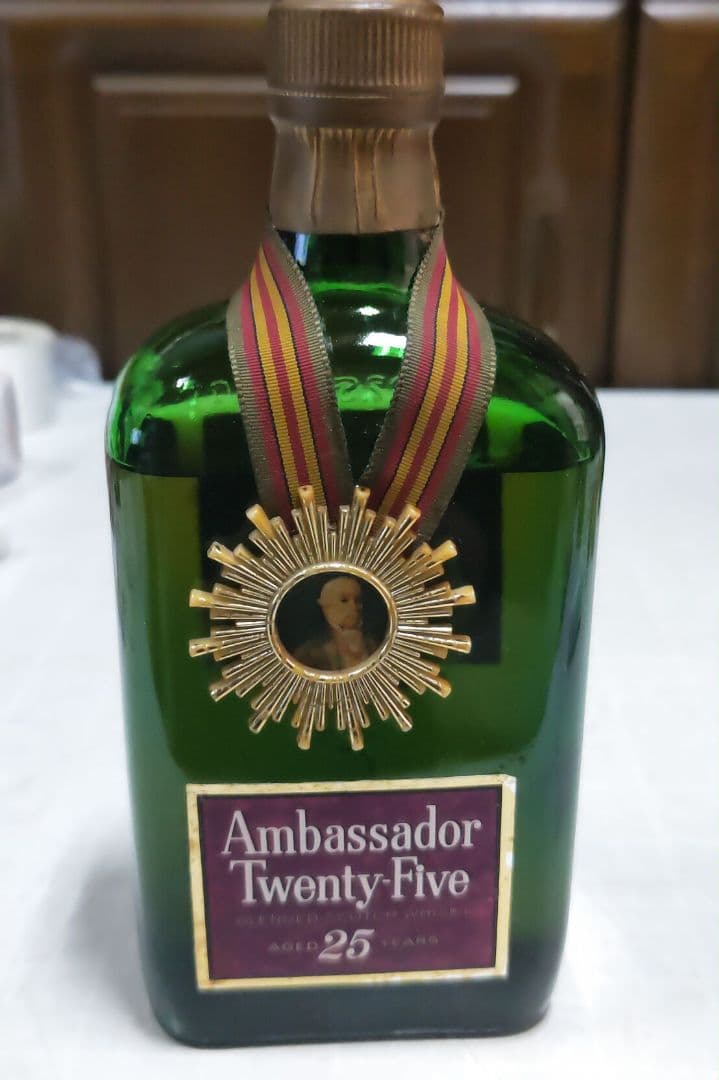 Ambassador
Twenty-Five
BLENDED SCOTCH WHISKY
AGED 25 YEARS